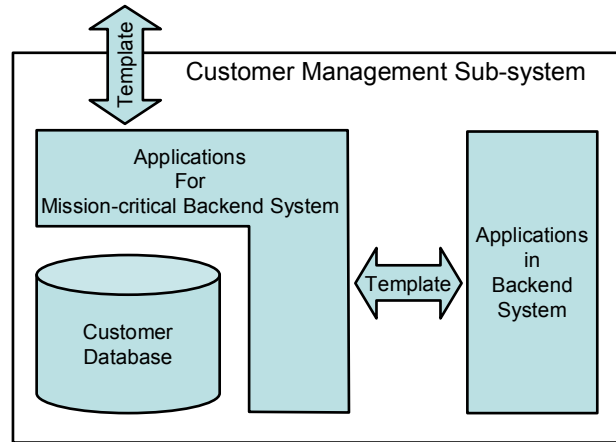 Template
Customer Management Sub-system
Applications
For
Mission-critical Backend System
Applications
in
Backend
System
Template
Customer
Database